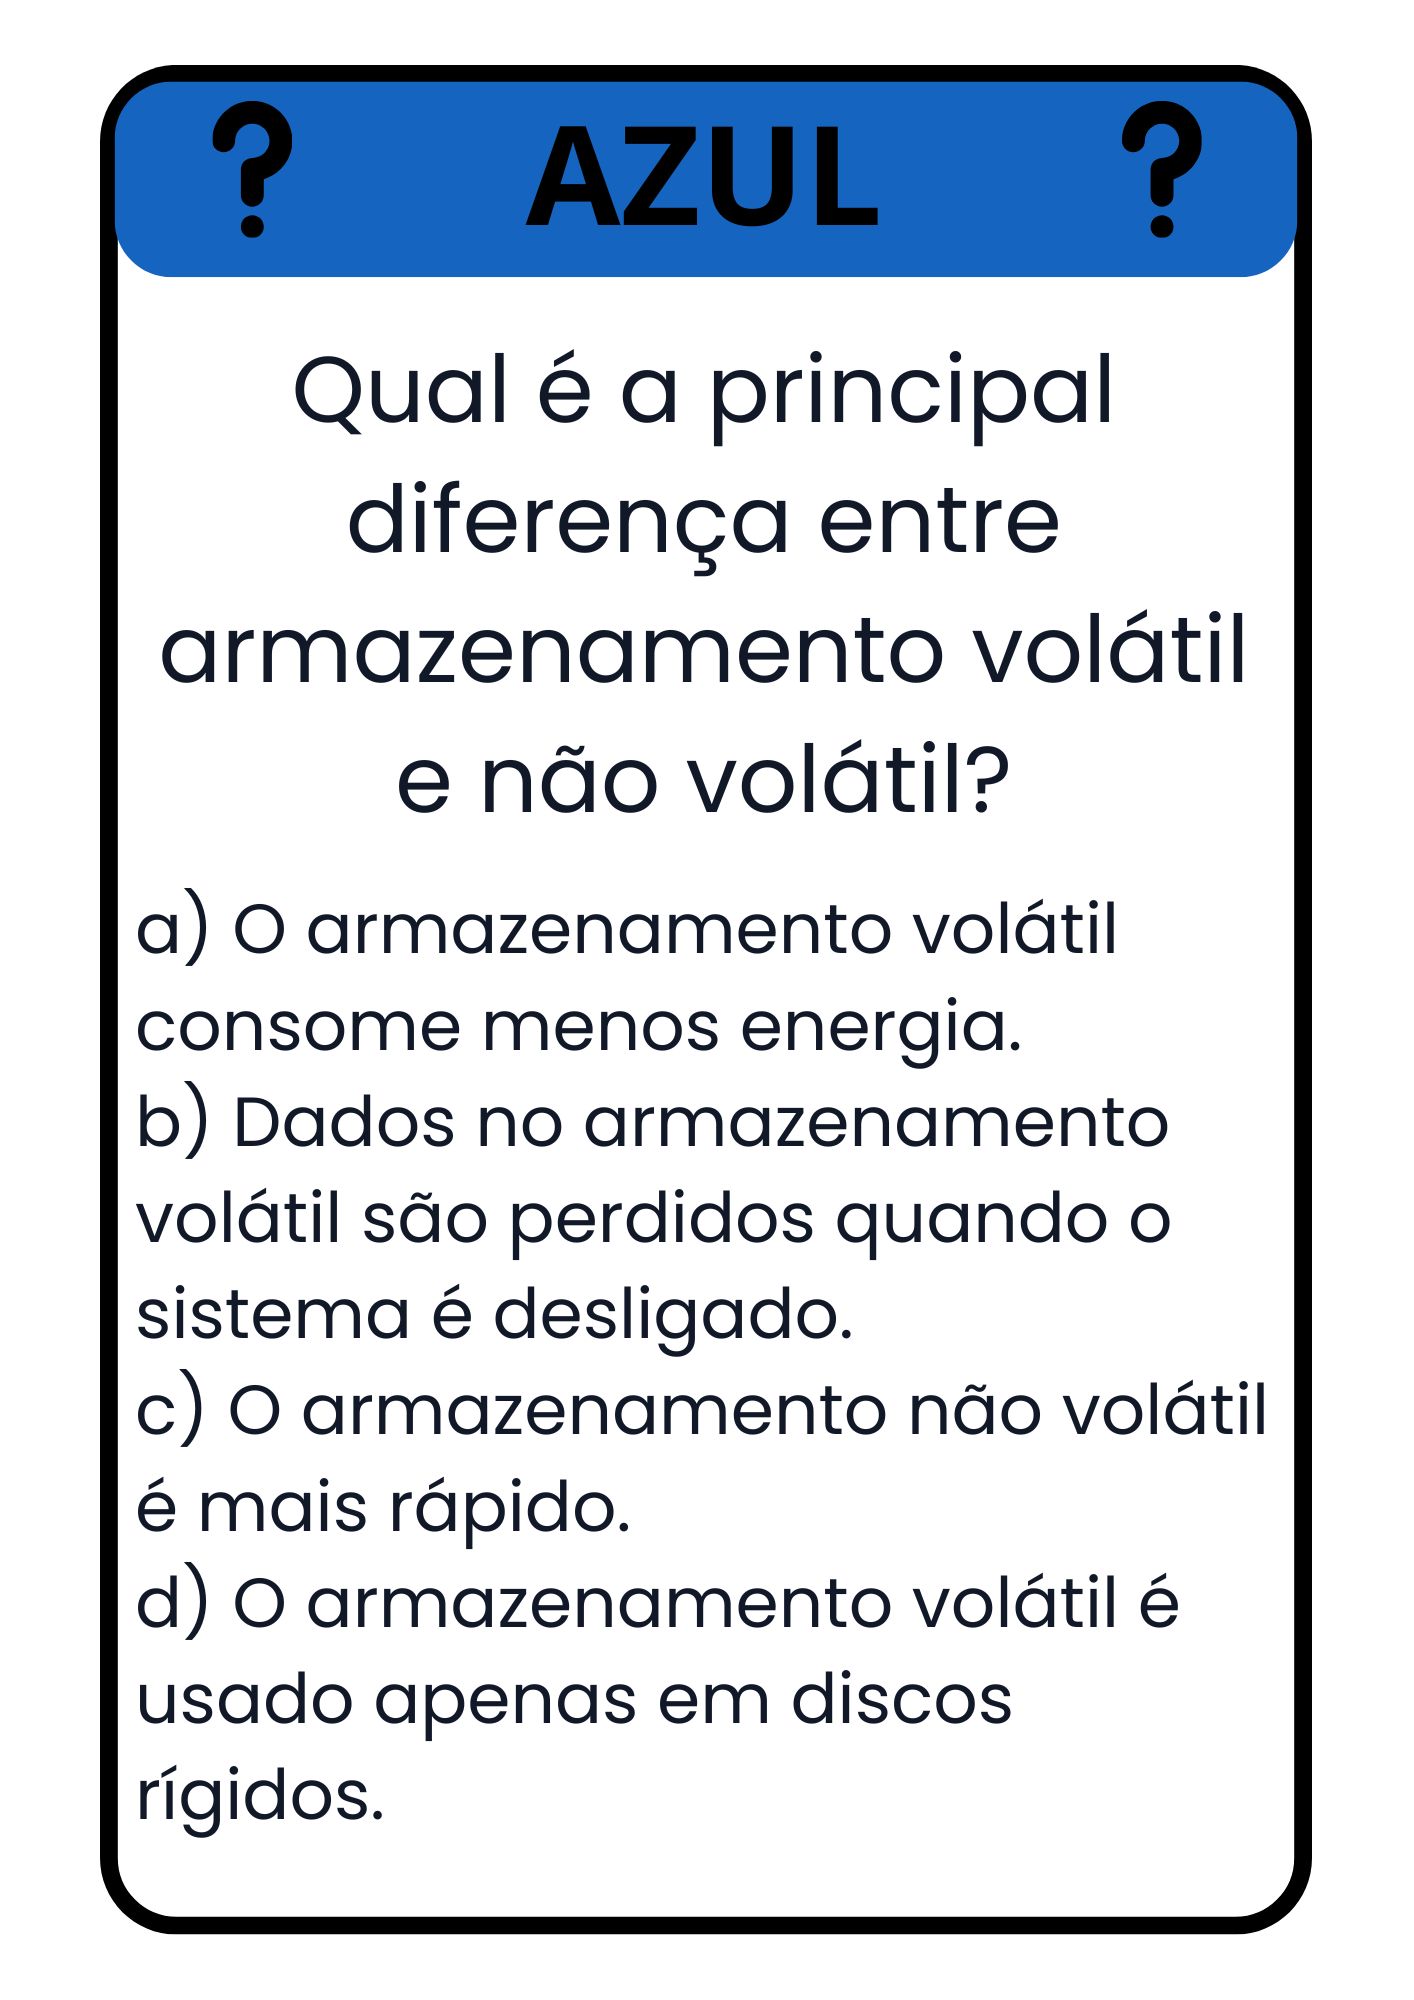 ? AZUL ?
Qual é a principal
diferença entre
armazenamento volátil
e não volátil?
a) O armazenamento volátil
consome menos energia.
b) Dados no armazenamento
volátil são perdidos quando o
sistema é desligado.
c) O armazenamento não volátil
é mais rápido.
d) O armazenamento volátil é
usado apenas em discos
rígidos.